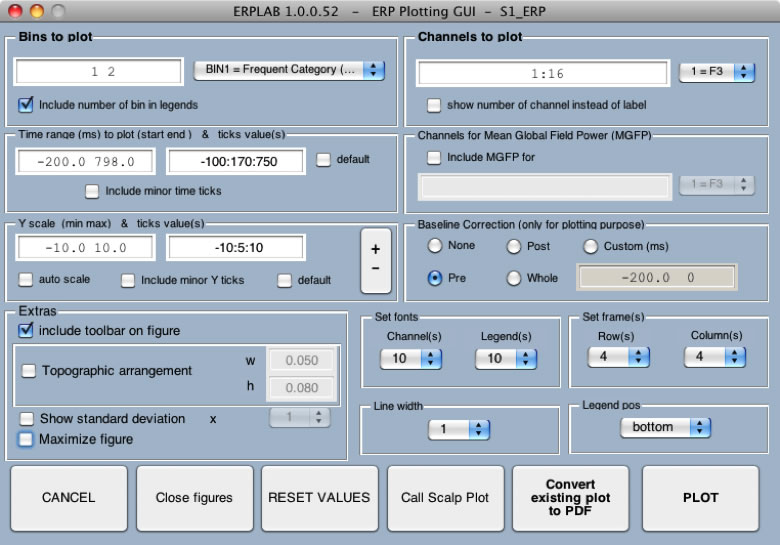 ERPLAB 1.0.0.52 - ERP Plotting GUI - S1_ERP
Bins to plot
1 2
BIN1 = Frequent Category (...
Include number of bin in legends
Channels to plot
1:16
1 = F3
show number of channel instead of label
Time range (ms) to plot (start end ) & ticks value(s)
-200.0 798.0
-100:170:750
default
Include minor time ticks
Channels for Mean Global Field Power (MGFP)
Include MGFP for
1 = F3
Y scale (min max) & ticks value(s)
-10.0 10.0
-10:5:10
+
-
auto scale
Include minor Y ticks
default
Baseline Correction (only for plotting purpose)
None
Post
Custom (ms)
Pre
Whole
-200.0 0
Extras
include toolbar on figure
Topographic arrangement
w
0.050
h
0.080
Show standard deviation x
1
Maximize figure
Set fonts
Channel(s)
Legend(s)
10
10
Set frame(s)
Row(s)
Column(s)
4
4
Line width
1
Legend pos
bottom
CANCEL
Close figures
RESET VALUES
Call Scalp Plot
Convert
existing plot
to PDF
PLOT